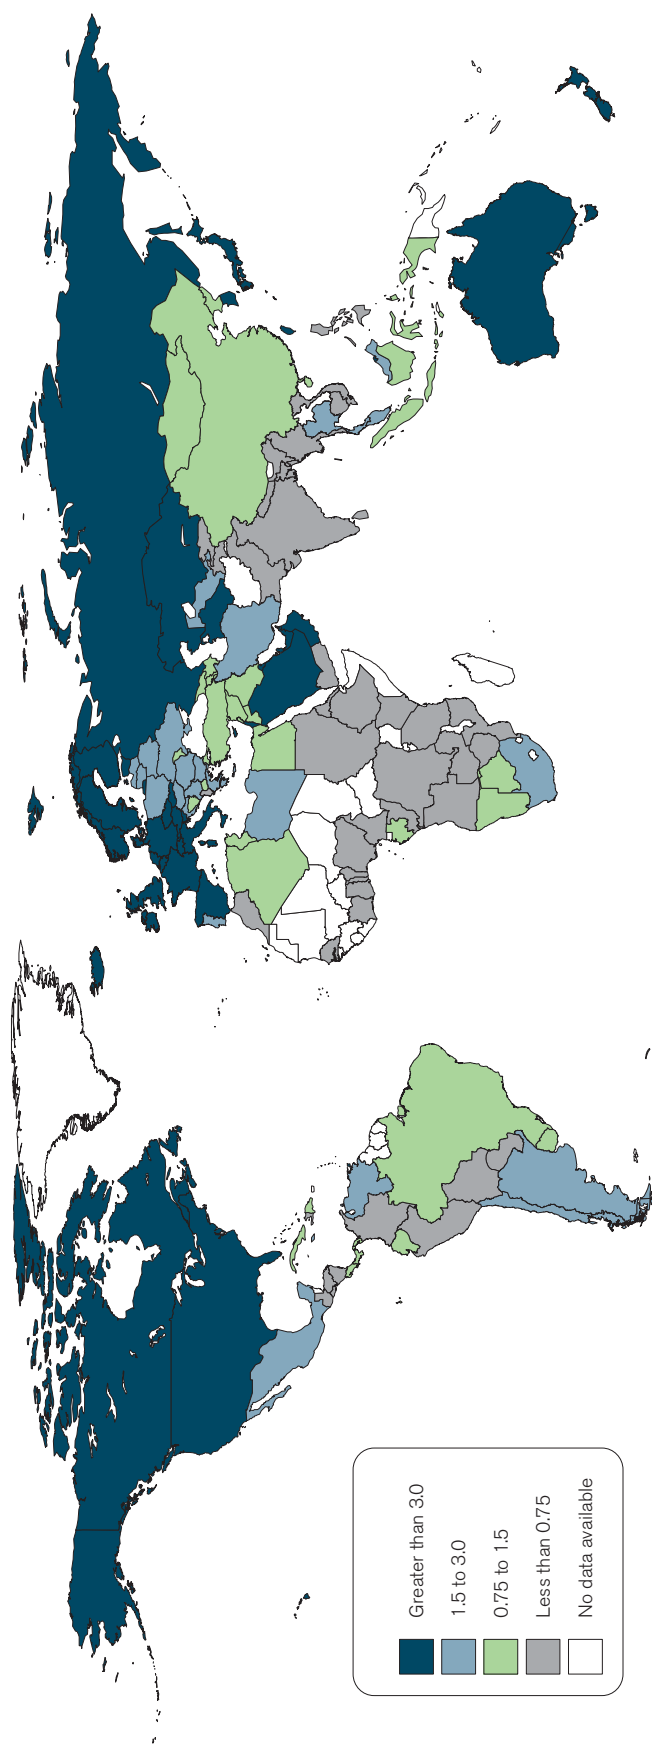 Greater than 3.0
1.5 to 3.0
0.75 to 1.5
Less than 0.75
No data available